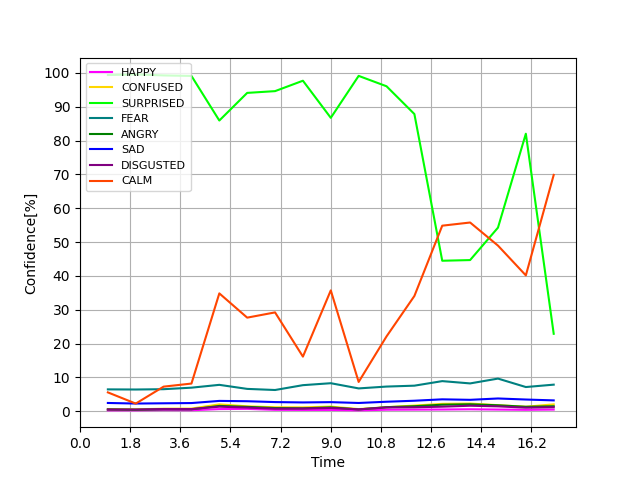 HAPPY
CONFUSED
SURPRISED
FEAR
ANGRY
SAD
DISGUSTED
CALM
Confidence[%]
100
90
80
70
60
50
40
30
20
10
0
0.0 1.8 3.6 5.4 7.2 9.0 10.8 12.6 14.4 16.2
Time